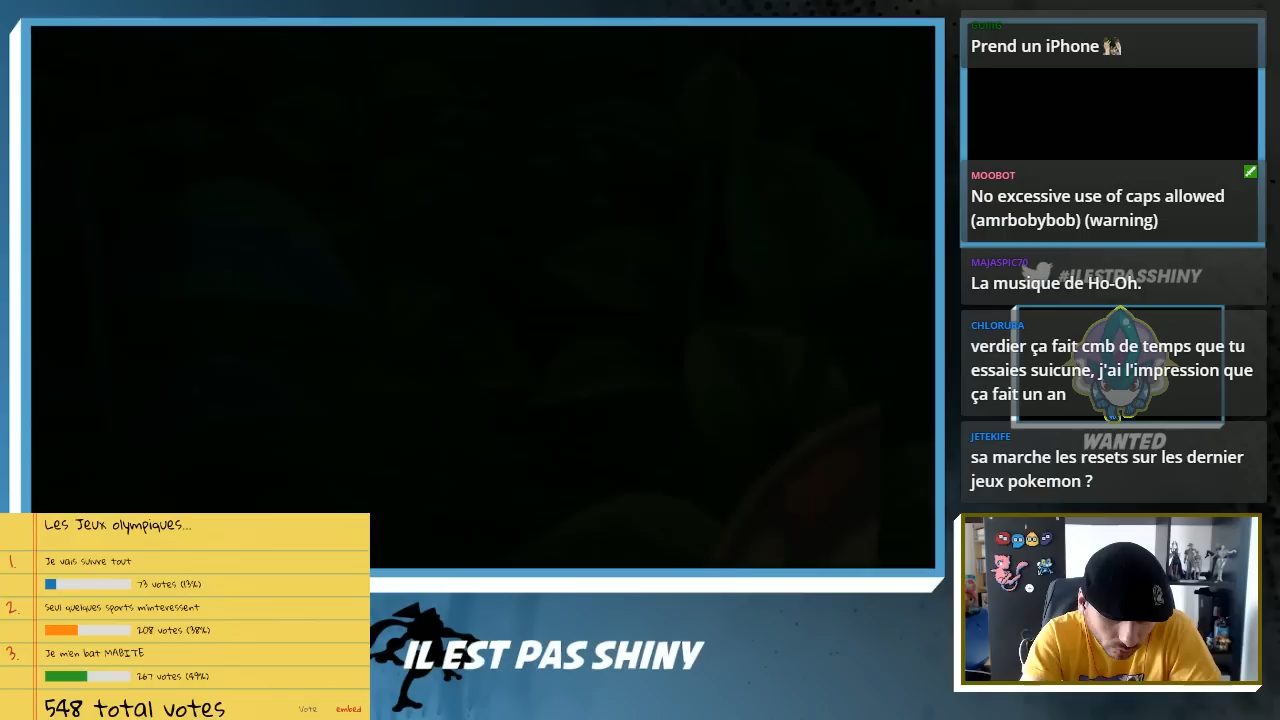 Prend un iPhone
MOOBOT
No excessive use of caps allowed
(amrbobybob) (warning)
MAJASPIC70
#ILESTPASSHINY
La musique de Ho-Oh.
CHLORURA
verdier ça fait cmb de temps que tu
essaies suicune, j'ai l'impression que
ça fait un an
JETEKIFE
WANTED
sa marche les resets sur les dernier
jeux pokemon ?
Les Jeux olympiques...
1. Je vais suivre tout
73 votes (13%)
2. Seul quelques sports m'interessent
208 votes (38%)
3. Je m'en bat MABITE
267 votes (49%)
548 total votes
Vote embed
IL EST PAS SHINY